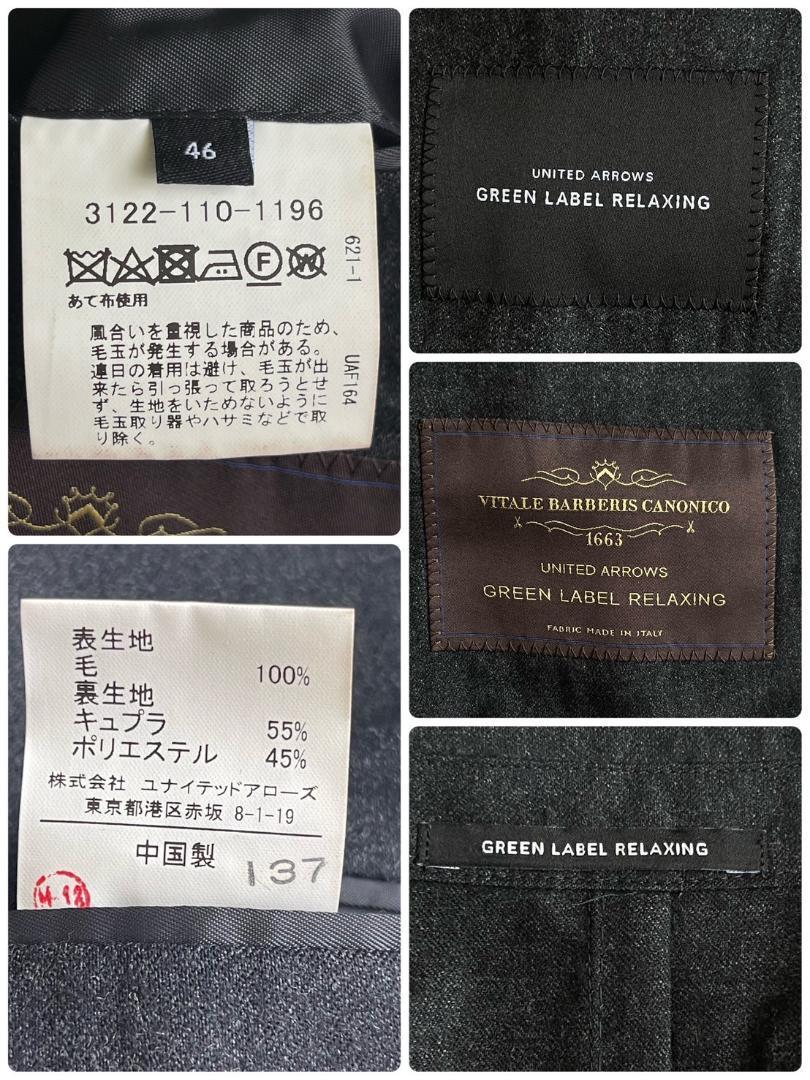 46
3122-110-1196
621-1
UAF164
F
W
あて布使用
風合いを重視した商品のため、
毛玉が発生する場合がある。
連日の着用は避け、毛玉が出
来たら引っ張って取ろうとせ
ず、生地をいためないように
毛玉取り器やハサミなどで取
り除く。
表生地
毛 100%
裏生地
キュプラ 55%
ポリエステル 45%
株式会社 ユナイテッドアローズ
東京都港区赤坂 8-1-19
中国製
137
UNITED ARROWS
GREEN LABEL RELAXING
VITALE BARBERIS CANONICO
1663
UNITED ARROWS
GREEN LABEL RELAXING
FABRIC MADE IN ITALY
GREEN LABEL RELAXING